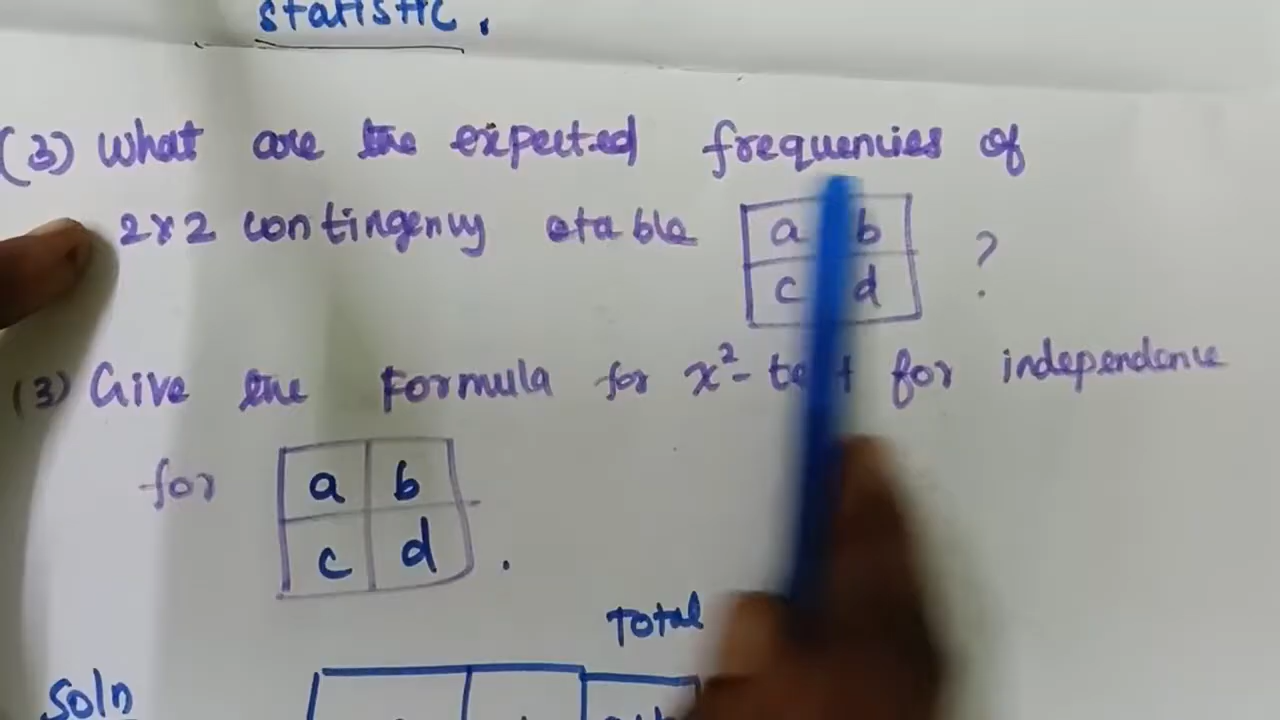 statistic.
(3) What are the expected frequencies of
2x2 contingency table
a b
c d
?
(3) Give the formula for x²- test for independence
for
a b
c d
.
Total
Soln